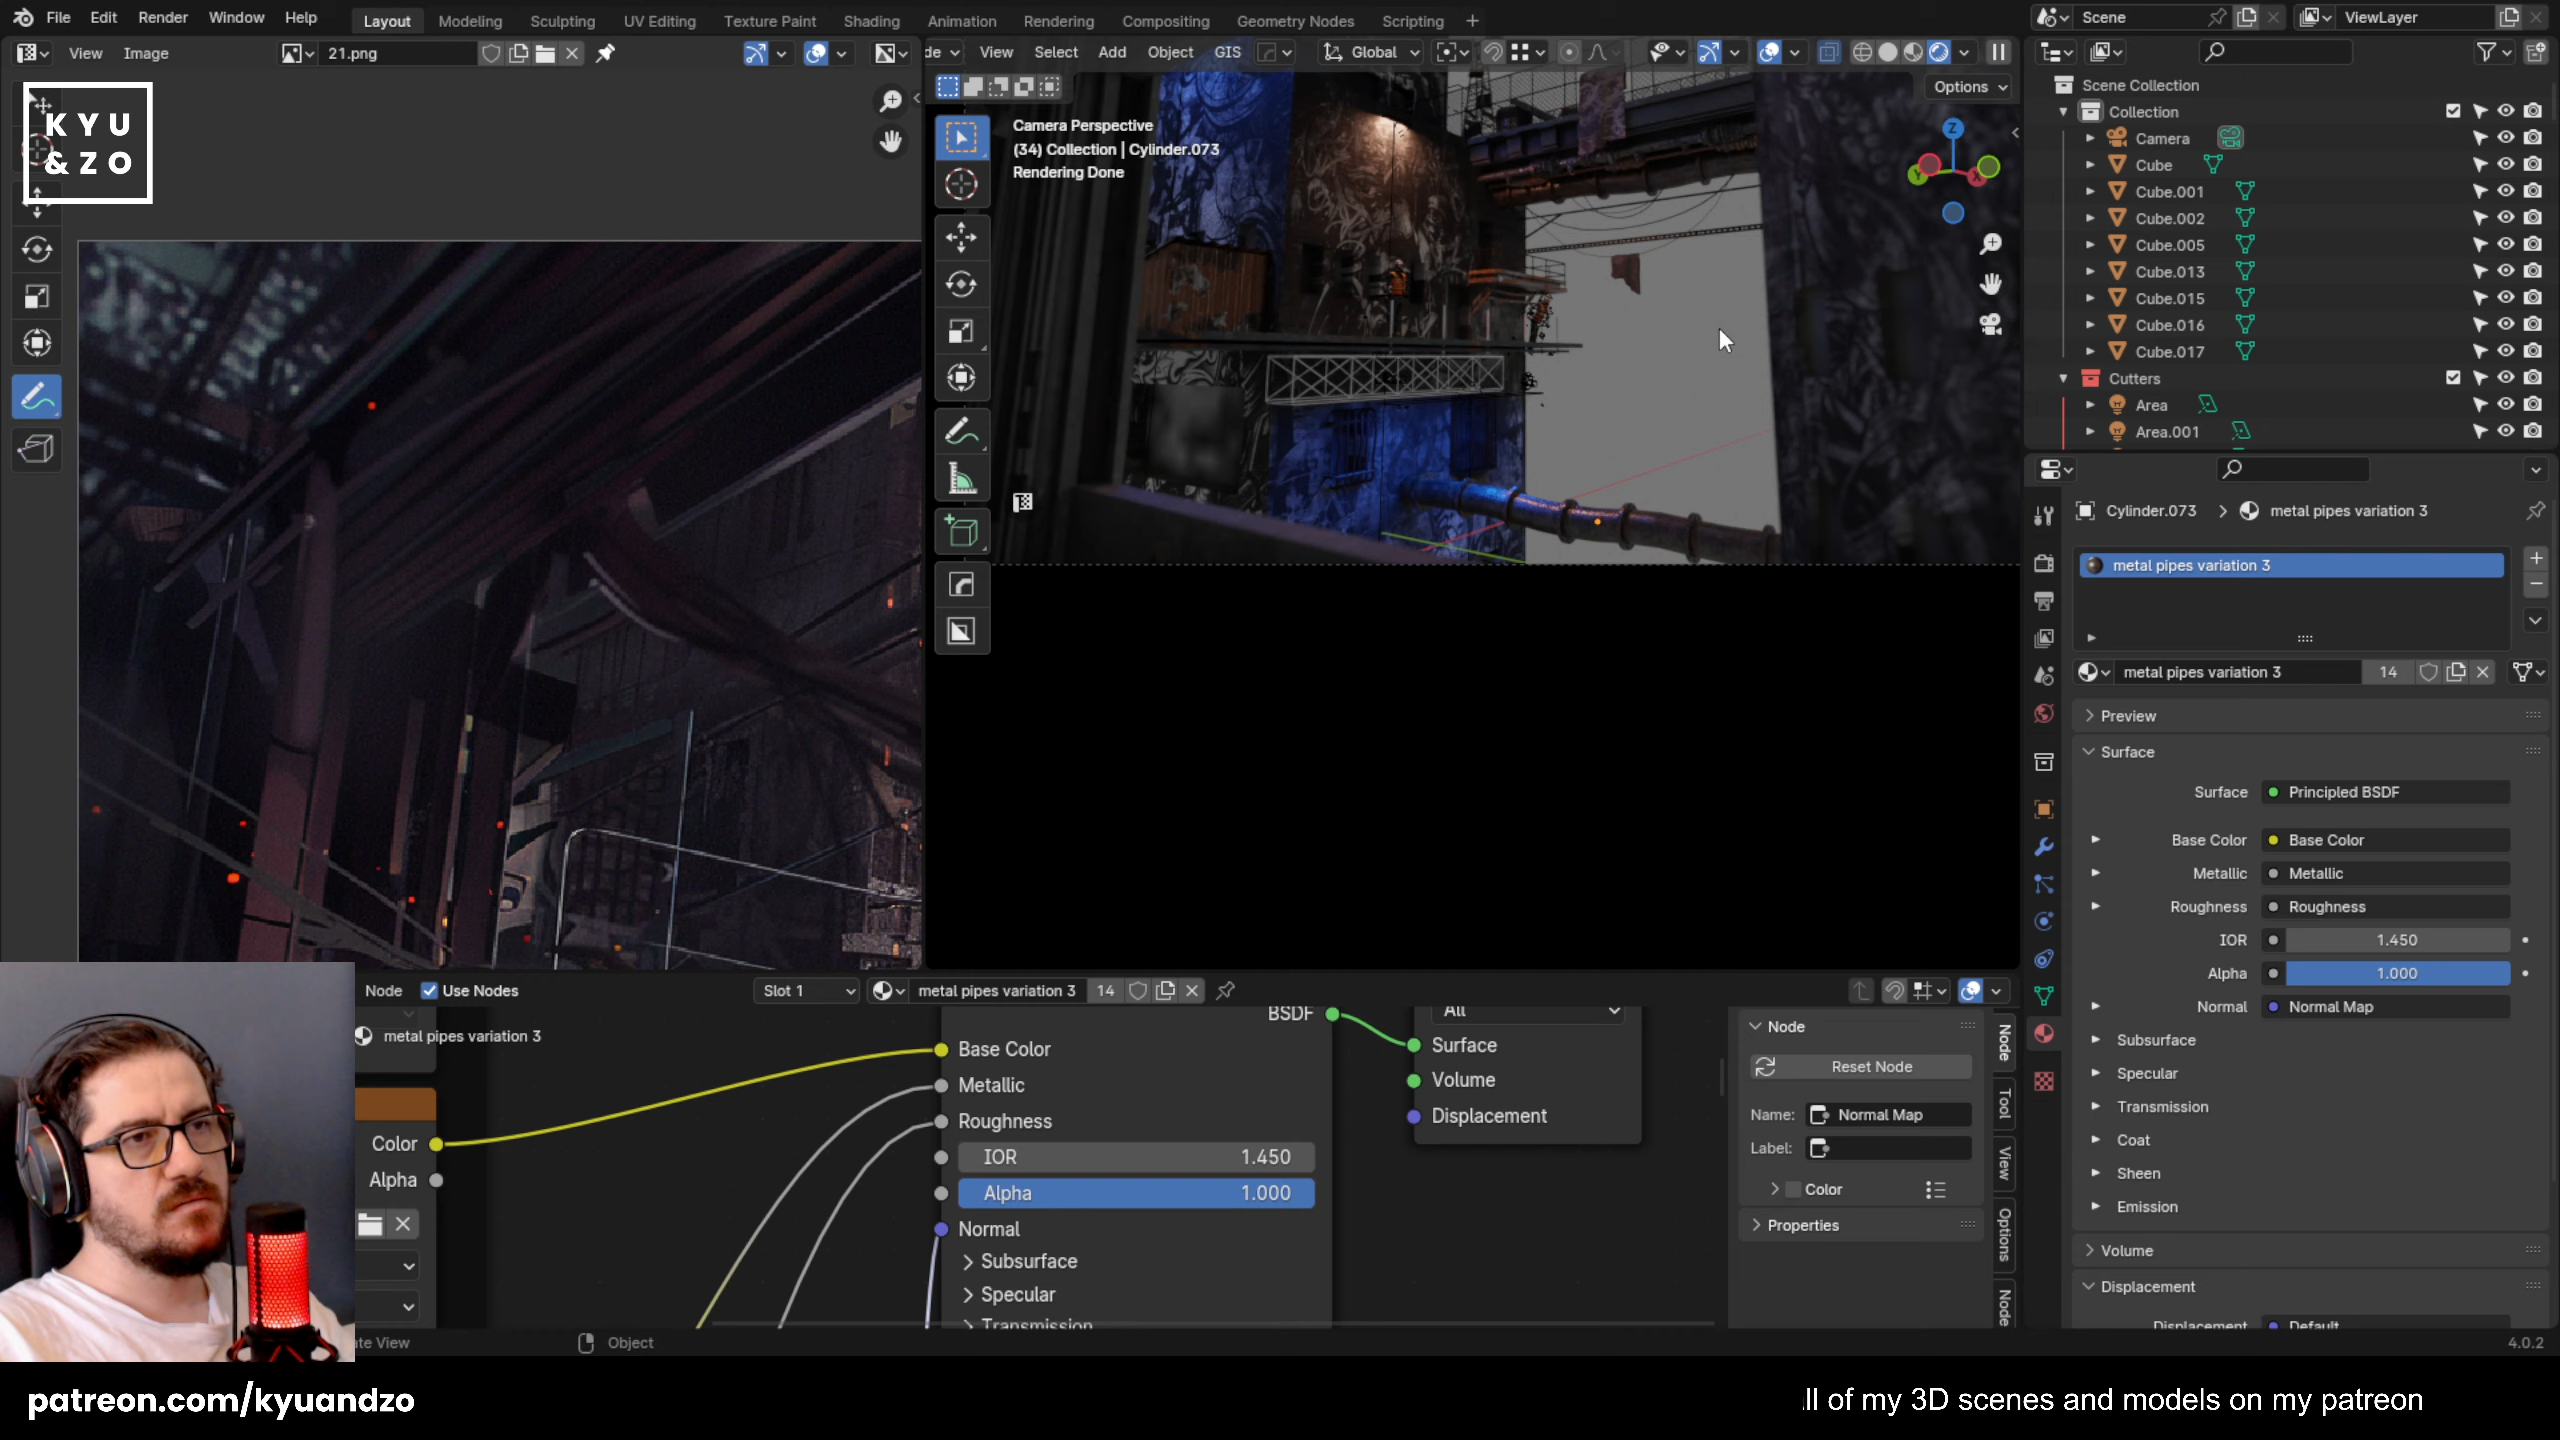 File Edit Render Window Help Layout Modeling Sculpting UV Editing Texture Paint Shading Animation Rendering Compositing Geometry Nodes Scripting Scene ViewLayer
View Image 21.png View Select Add Object GIS Global
Options
KYU
&ZO
Camera Perspective
(34) Collection | Cylinder.073
Rendering Done
Z
Y
X
Scene Collection
Collection
Camera
Cube
Cube.001
Cube.002
Cube.005
Cube.013
Cube.015
Cube.016
Cube.017
Cutters
Area
Area.001
Cylinder.073 metal pipes variation 3
metal pipes variation 3
metal pipes variation 3 14
Preview
Surface
Surface Principled BSDF
Base Color Base Color
Metallic Metallic
Roughness Roughness
IOR 1.450
Alpha 1.000
Normal Normal Map
Subsurface
Specular
Transmission
Coat
Sheen
Emission
Volume
Displacement
Displacement Default
Node Use Nodes Slot 1 metal pipes variation 3 14
metal pipes variation 3
Color
Alpha
BSDF
Base Color
Metallic
Roughness
IOR 1.450
Alpha 1.000
Normal
Subsurface
Specular
Transmission
All
Surface
Volume
Displacement
Node
Reset Node
Name: Normal Map
Label:
Color
Properties
Node
Tool
View
Options
Node
ate View Object 4.0.2
patreon.com/kyuandzo ll of my 3D scenes and models on my patreon